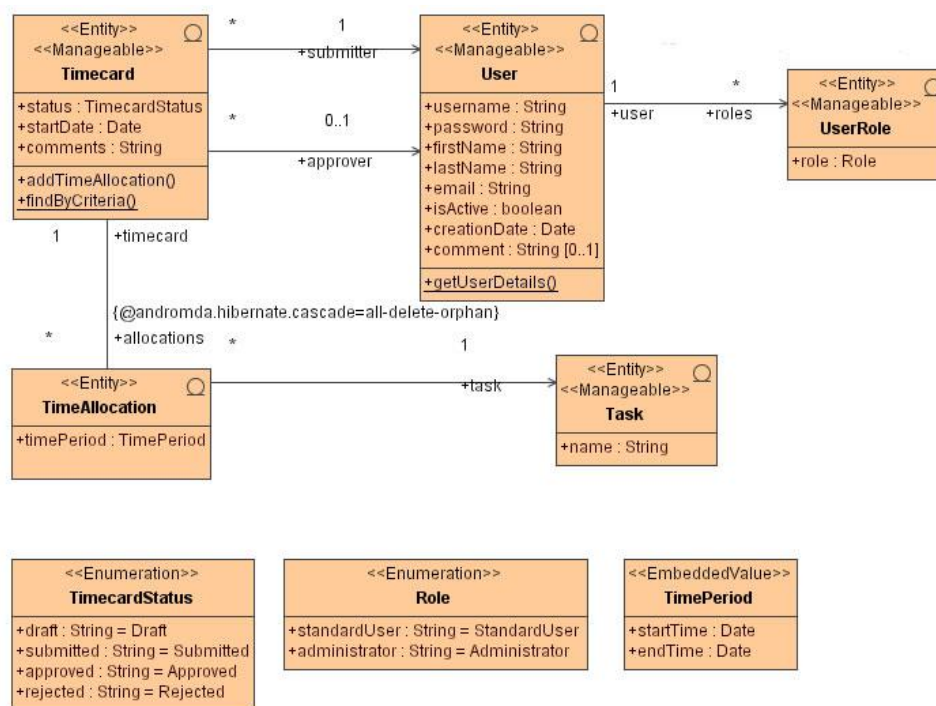 <<Entity>>
<<Manageable>>
Timecard
+status : TimecardStatus
+startDate : Date
+comments : String
+addTimeAllocation()
+findByCriteria()
* 1
+submitter
* 0..1
+approver
<<Entity>>
<<Manageable>>
User
+username : String
+password : String
+firstName : String
+lastName : String
+email : String
+isActive : boolean
+creationDate : Date
+comment : String [0..1]
+getUserDetails()
1 *
+user +roles
<<Entity>>
<<Manageable>>
UserRole
+role : Role
1 +timecard
{@andromda.hibernate.cascade=all-delete-orphan}
* +allocations
<<Entity>>
TimeAllocation
+timePeriod : TimePeriod
* 1
+task
<<Entity>>
<<Manageable>>
Task
+name : String
<<Enumeration>>
TimecardStatus
+draft : String = Draft
+submitted : String = Submitted
+approved : String = Approved
+rejected : String = Rejected
<<Enumeration>>
Role
+standardUser : String = StandardUser
+administrator : String = Administrator
<<EmbeddedValue>>
TimePeriod
+startTime : Date
+endTime : Date